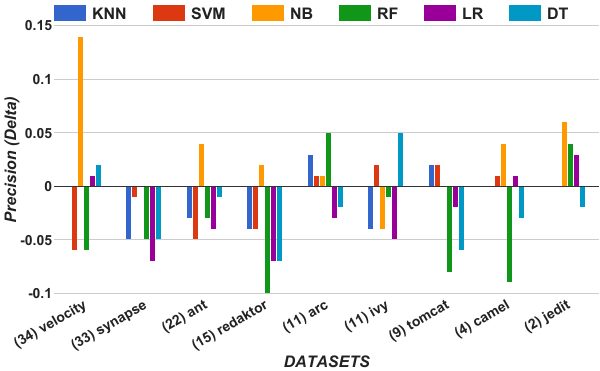 KNN SVM NB RF LR DT
0.15
0.1
0.05
0
-0.05
-0.1
Precision (Delta)
(34) velocity (33) synapse (22) ant (15) redaktor (11) arc (11) ivy (9) tomcat (4) camel (2) jedit
DATASETS